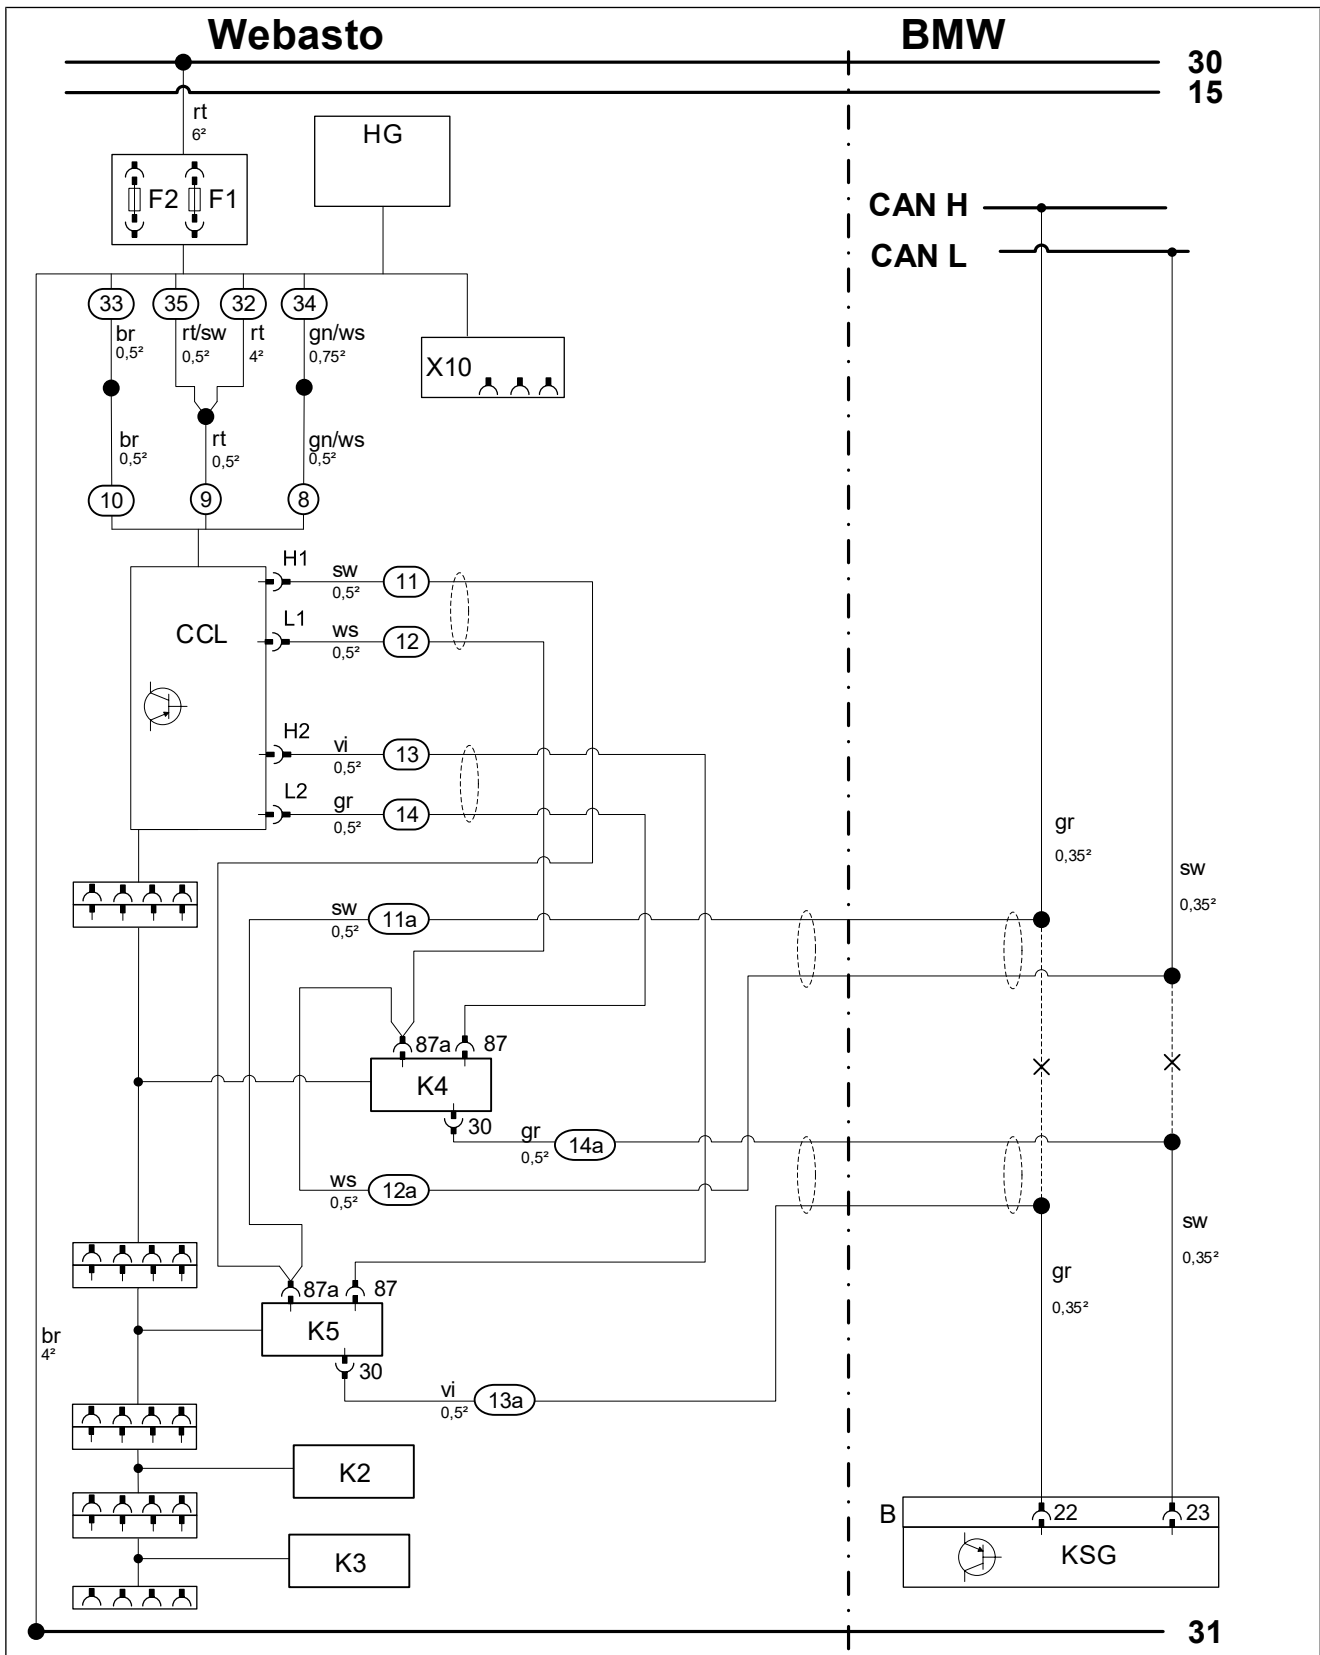 Webasto BMW
30
15
rt
6²
HG
F2 F1
CAN H
CAN L
33 35 32 34
br rt/sw rt gn/ws
0,5² 0,5² 4² 0,75²
X10
br rt gn/ws
0,5² 0,5² 0,5²
10 9 8
H1
sw 11
0,5²
L1
CCL
ws 12
0,5²
H2
vi 13
0,5²
L2
gr 14
0,5²
gr
0,35²
sw
0,35²
sw 11a
0,5²
87a 87
K4
30
gr 14a
0,5²
ws 12a
0,5²
sw
0,35²
gr
0,35²
87a 87
K5
30
br
4²
vi 13a
0,5²
K2
B 22 23
KSG
K3
31